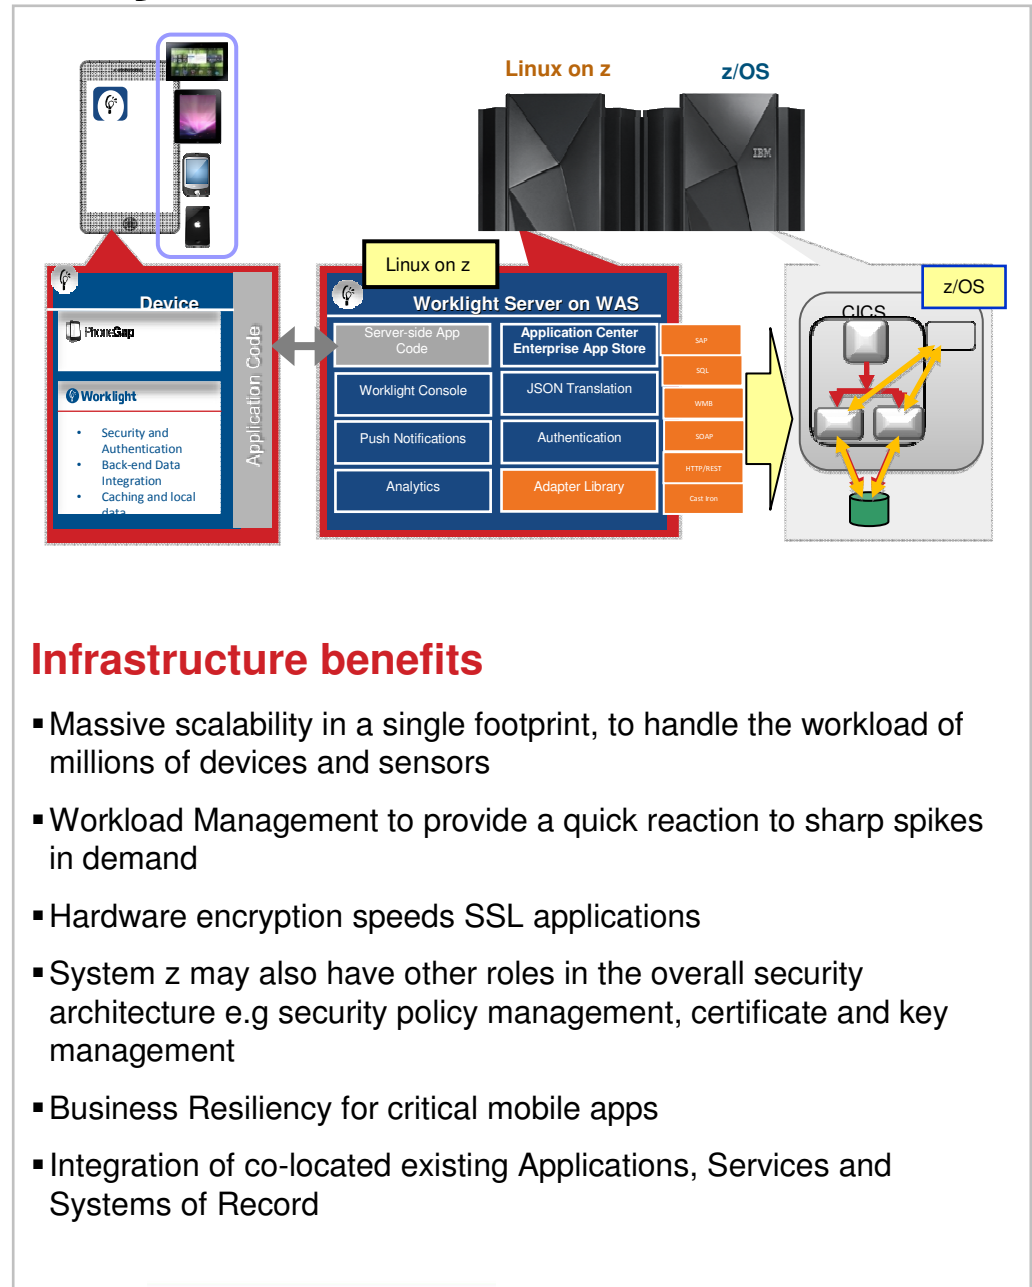 Linux on z
z/OS
IBM
Linux on z
z/OS
Device
PhoneGap
Worklight
• Security and
Authentication
• Back-end Data
Integration
• Caching and local
data
Application Code
Worklight Server on WAS
Server-side App
Code
Application Center
Enterprise App Store
Worklight Console
JSON Translation
Push Notifications
Authentication
Analytics
Adapter Library
SAP
SQL
WMB
SOAP
HTTP/REST
Cast Iron
CICS
Infrastructure benefits
▪ Massive scalability in a single footprint, to handle the workload of
millions of devices and sensors
▪ Workload Management to provide a quick reaction to sharp spikes
in demand
▪ Hardware encryption speeds SSL applications
▪ System z may also have other roles in the overall security
architecture e.g security policy management, certificate and key
management
▪ Business Resiliency for critical mobile apps
▪ Integration of co-located existing Applications, Services and
Systems of Record